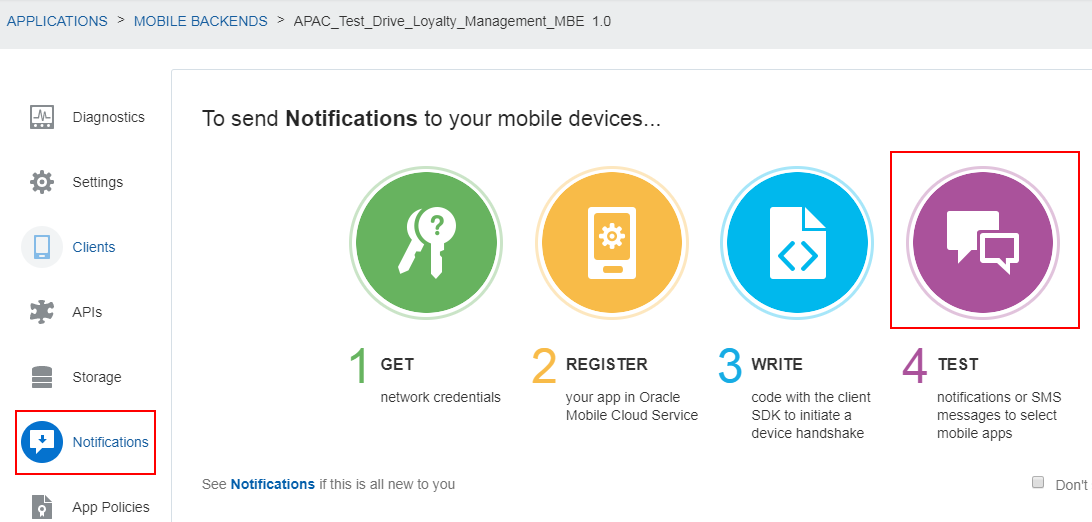 APPLICATIONS > MOBILE BACKENDS > APAC_Test_Drive_Loyalty_Management_MBE 1.0
Diagnostics
Settings
Clients
APIs
Storage
Notifications
App Policies
To send Notifications to your mobile devices...
?
1 GET
network credentials
2 REGISTER
your app in Oracle
Mobile Cloud Service
3 WRITE
code with the client
SDK to initiate a
device handshake
4 TEST
notifications or SMS
messages to select
mobile apps
See Notifications if this is all new to you
Don't